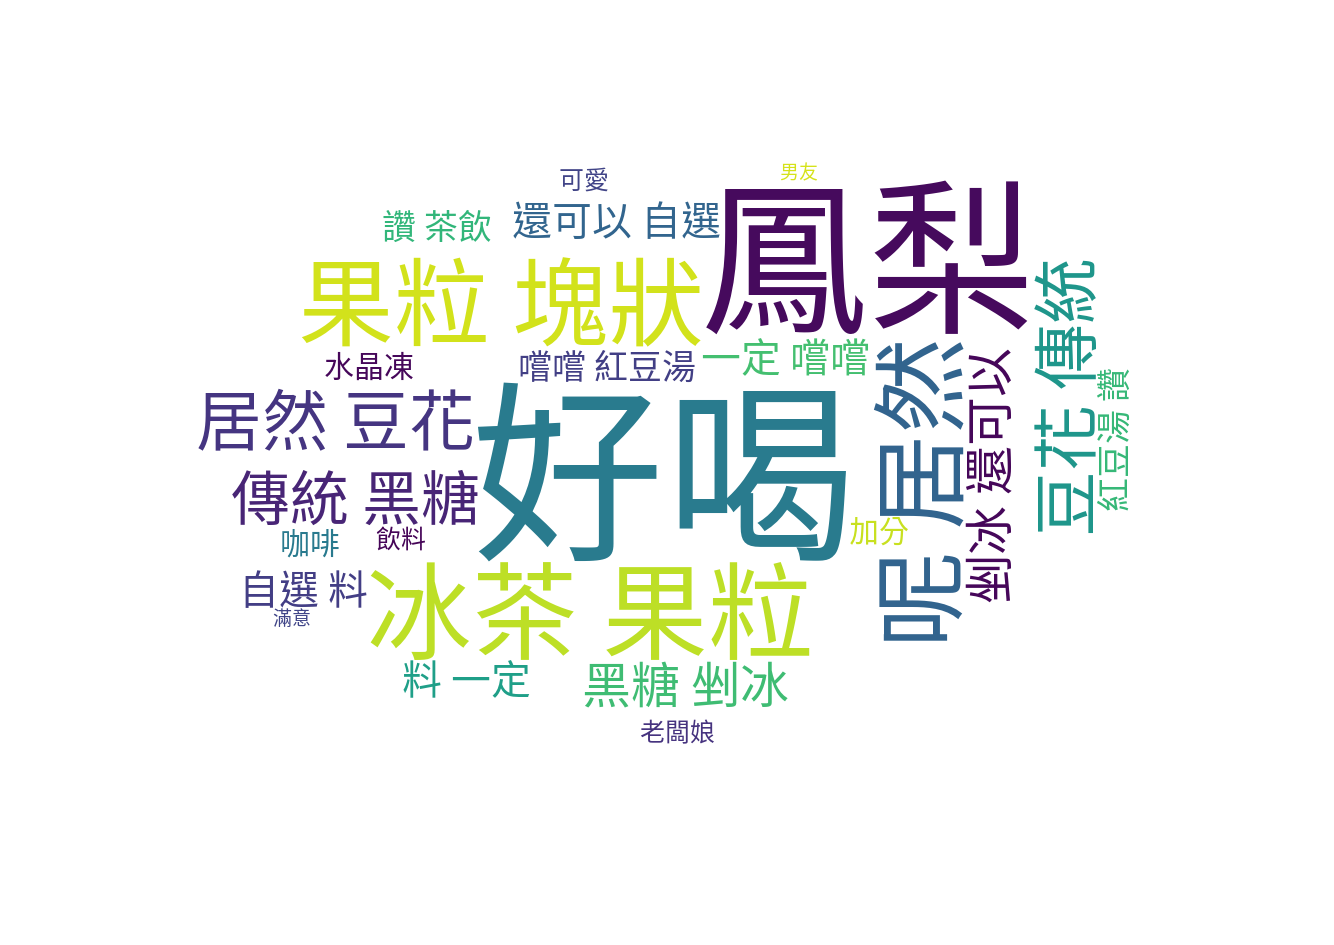 男友
可愛
讚 茶飲
還可以 自選
鳳梨
果粒 塊狀
豆花 傳統
一定 嚐嚐
水晶凍
嚐嚐 紅豆湯
呢 居然
剉冰 還可以
紅豆湯 讚
居然 豆花
好喝
傳統 黑糖
加分
咖啡
飲料
自選 料
冰茶 果粒
滿意
料 一定
黑糖 剉冰
老闆娘